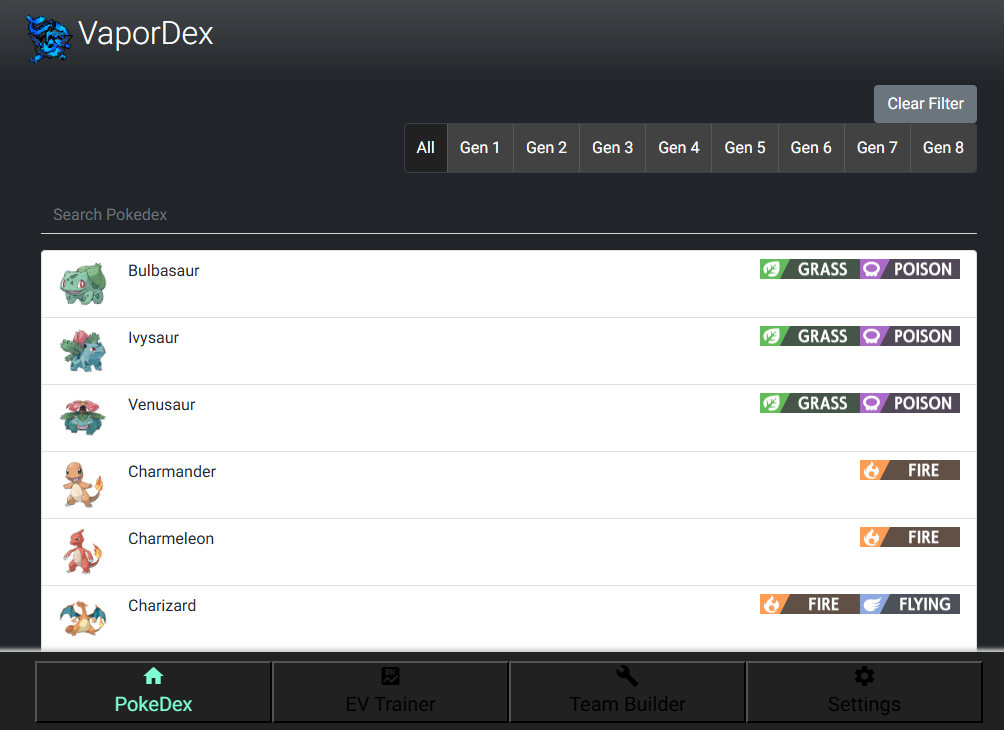 VaporDex
Clear Filter
All Gen 1 Gen 2 Gen 3 Gen 4 Gen 5 Gen 6 Gen 7 Gen 8
Search Pokedex
Bulbasaur GRASS POISON
Ivysaur GRASS POISON
Venusaur GRASS POISON
Charmander FIRE
Charmeleon FIRE
Charizard FIRE FLYING
PokeDex EV Trainer Team Builder Settings